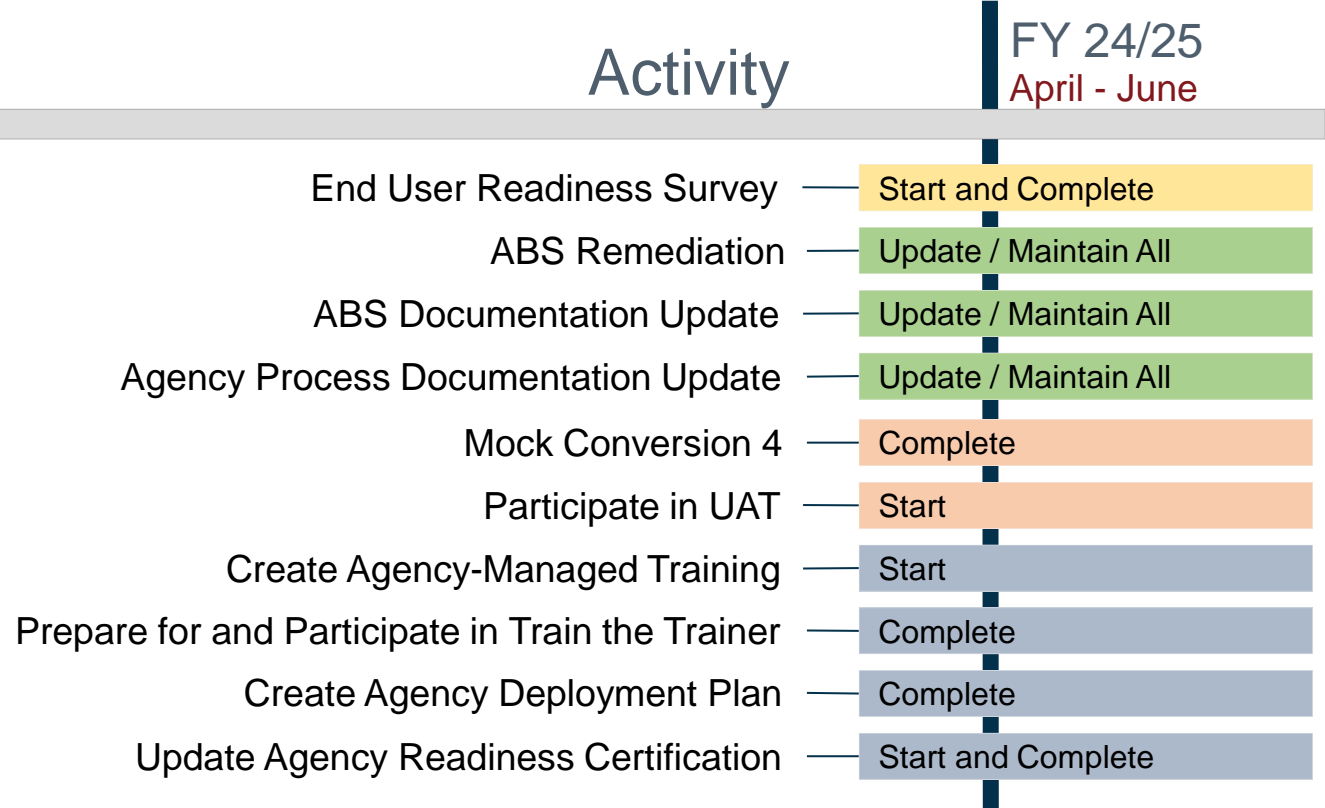 Activity
FY 24/25
April - June
End User Readiness Survey
Start and Complete
ABS Remediation
Update / Maintain All
ABS Documentation Update
Update / Maintain All
Agency Process Documentation Update
Update / Maintain All
Mock Conversion 4
Complete
Participate in UAT
Start
Create Agency-Managed Training
Start
Prepare for and Participate in Train the Trainer
Complete
Create Agency Deployment Plan
Complete
Update Agency Readiness Certification
Start and Complete